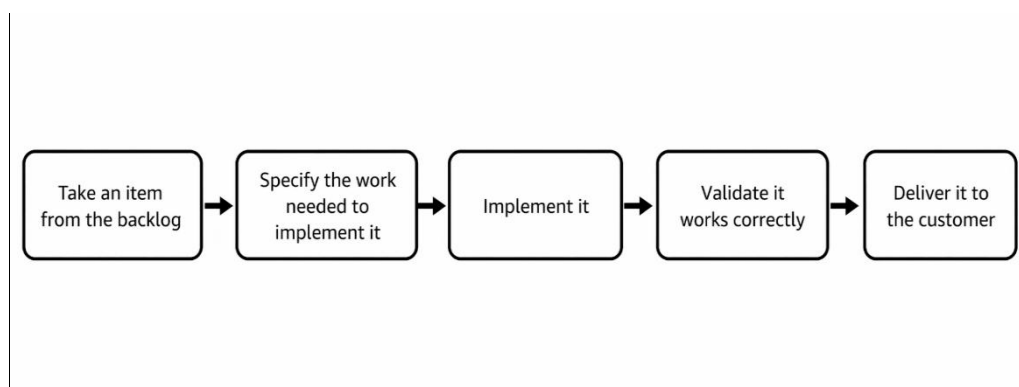 Take an item
from the backlog
Specify the work
needed to
implement it
Implement it
Validate it
works correctly
Deliver it to
the customer